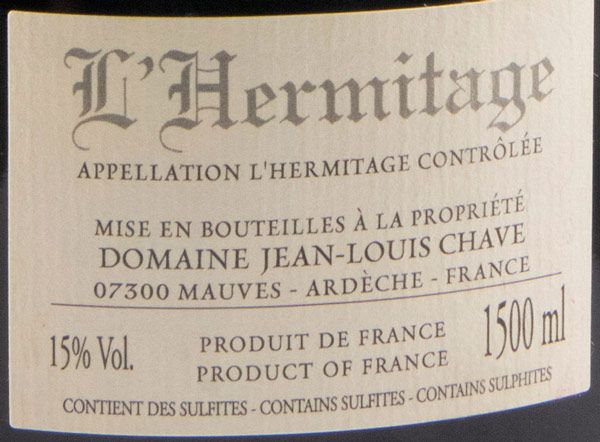 L'Hermitage
APPELLATION L'HERMITAGE CONTRÔLÉE
MISE EN BOUTEILLES À LA PROPRIÉTÉ
DOMAINE JEAN-LOUIS CHAVE
07300 MAUVES - ARDÈCHE - FRANCE
15% Vol. PRODUIT DE FRANCE 1500 ml
PRODUCT OF FRANCE
CONTIENT DES SULFITES - CONTAINS SULFITES - CONTAINS SULPHITES